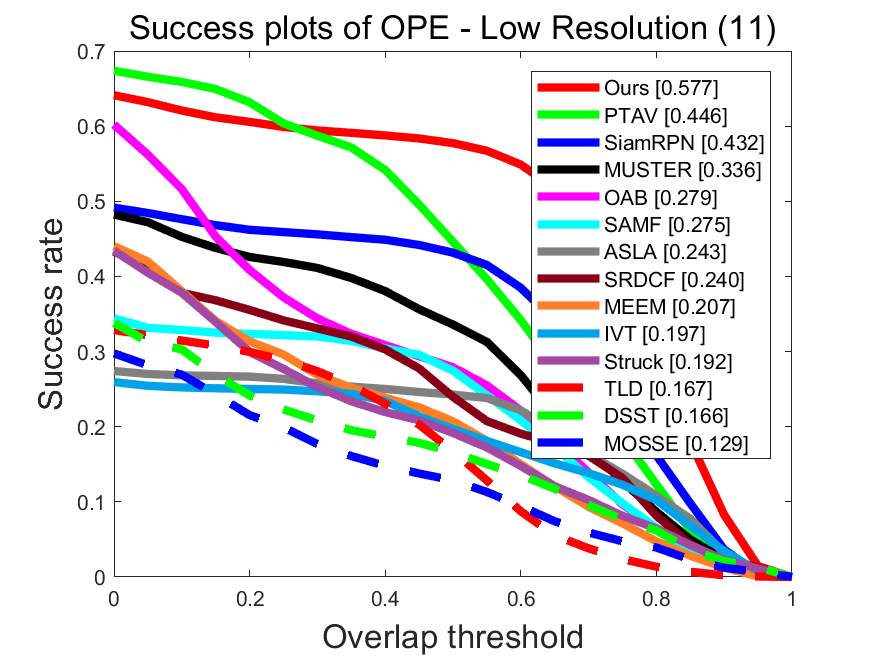 Success plots of OPE - Low Resolution (11)
0.7
0.6
0.5
0.4
0.3
0.2
0.1
0
Success rate
Ours [0.577]
PTAV [0.446]
SiamRPN [0.432]
MUSTER [0.336]
OAB [0.279]
SAMF [0.275]
ASLA [0.243]
SRDCF [0.240]
MEEM [0.207]
IVT [0.197]
Struck [0.192]
TLD [0.167]
DSST [0.166]
MOSSE [0.129]
0 0.2 0.4 0.6 0.8 1
Overlap threshold